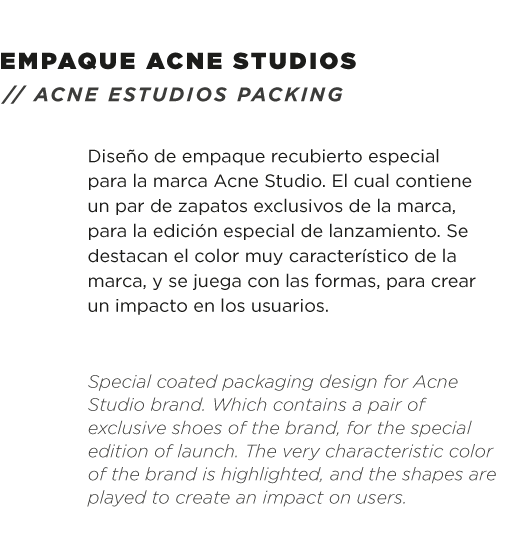 EMPAQUE ACNE STUDIOS
// ACNE ESTUDIOS PACKING
Diseño de empaque recubierto especial
para la marca Acne Studio. El cual contiene
un par de zapatos exclusivos de la marca,
para la edición especial de lanzamiento. Se
destacan el color muy característico de la
marca, y se juega con las formas, para crear
un impacto en los usuarios.
Special coated packaging design for Acne
Studio brand. Which contains a pair of
exclusive shoes of the brand, for the special
edition of launch. The very characteristic color
of the brand is highlighted, and the shapes are
played to create an impact on users.